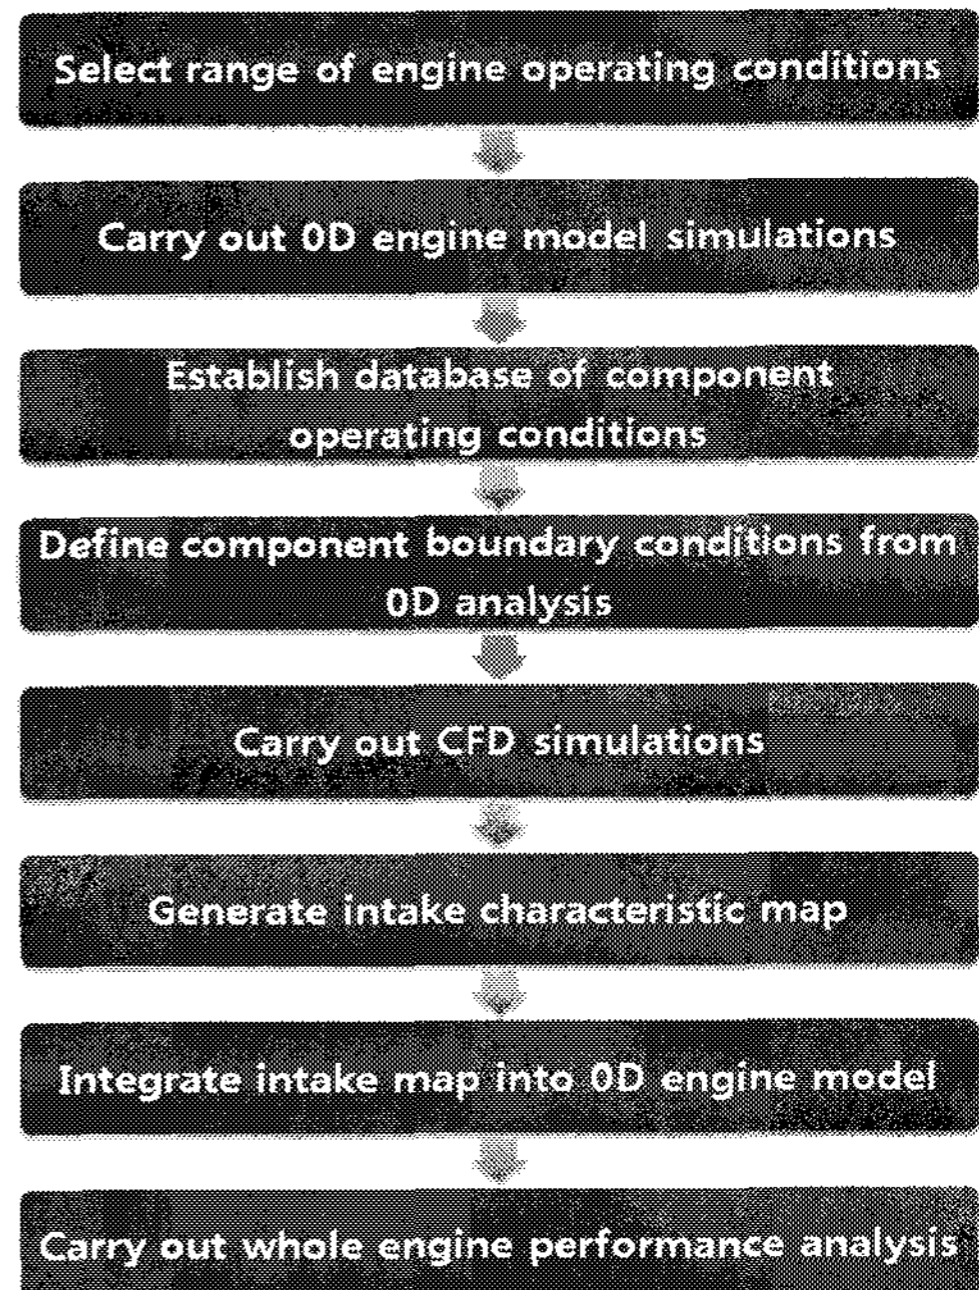 Select range of engine operating conditions
Carry out 0D engine model simulations
Establish database of component
operating conditions
Define component boundary conditions from
0D analysis
Carry out CFD simulations
Generate intake characteristic map
Integrate intake map into 0D engine model
Carry out whole engine performance analysis